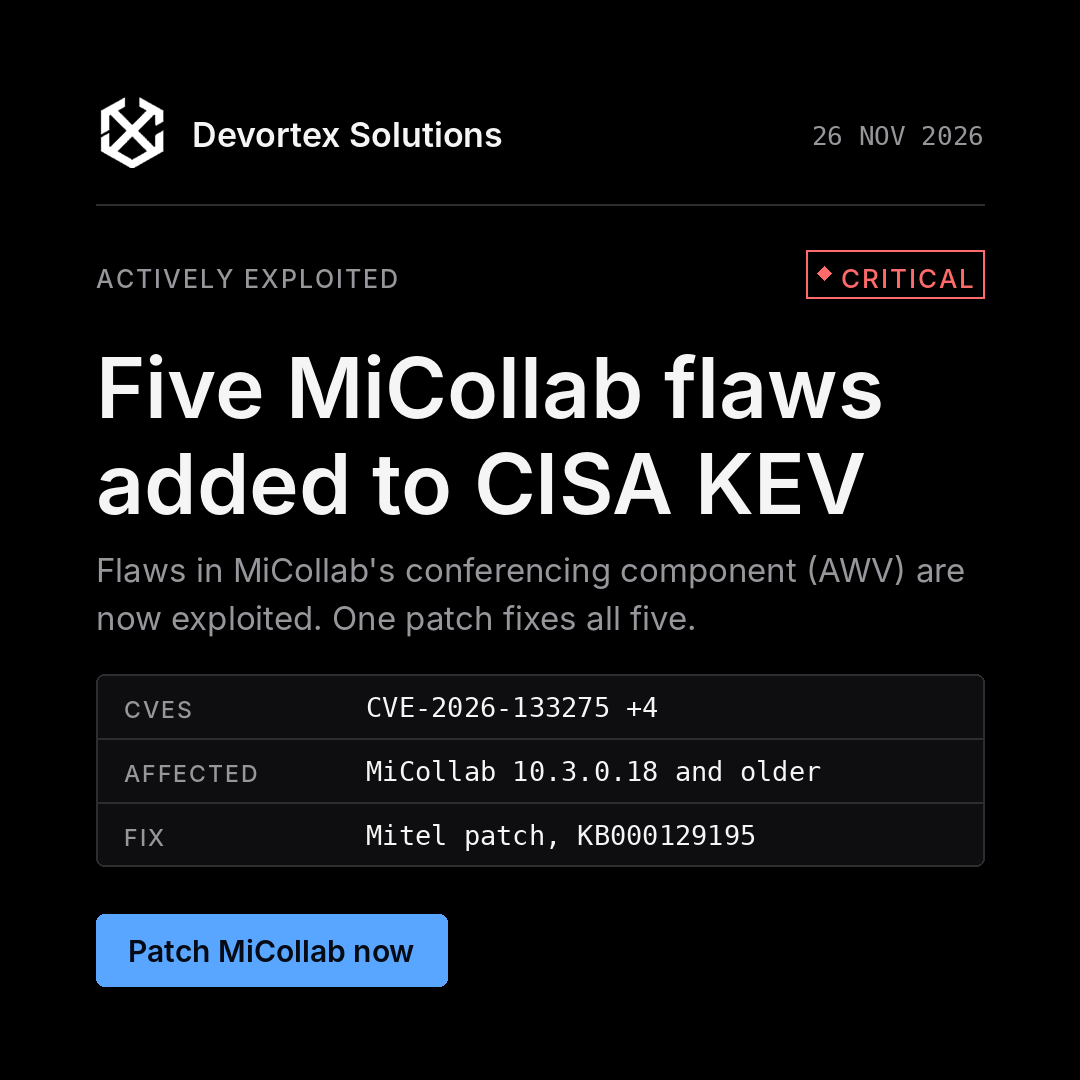 Devortex Solutions
26 NOV 2026
ACTIVELY EXPLOITED
CRITICAL
Five MiCollab flaws
added to CISA KEV
Flaws in MiCollab's conferencing component (AWV) are
now exploited. One patch fixes all five.
CVES CVE-2026-133275 +4
AFFECTED MiCollab 10.3.0.18 and older
FIX Mitel patch, KB000129195
Patch MiCollab now